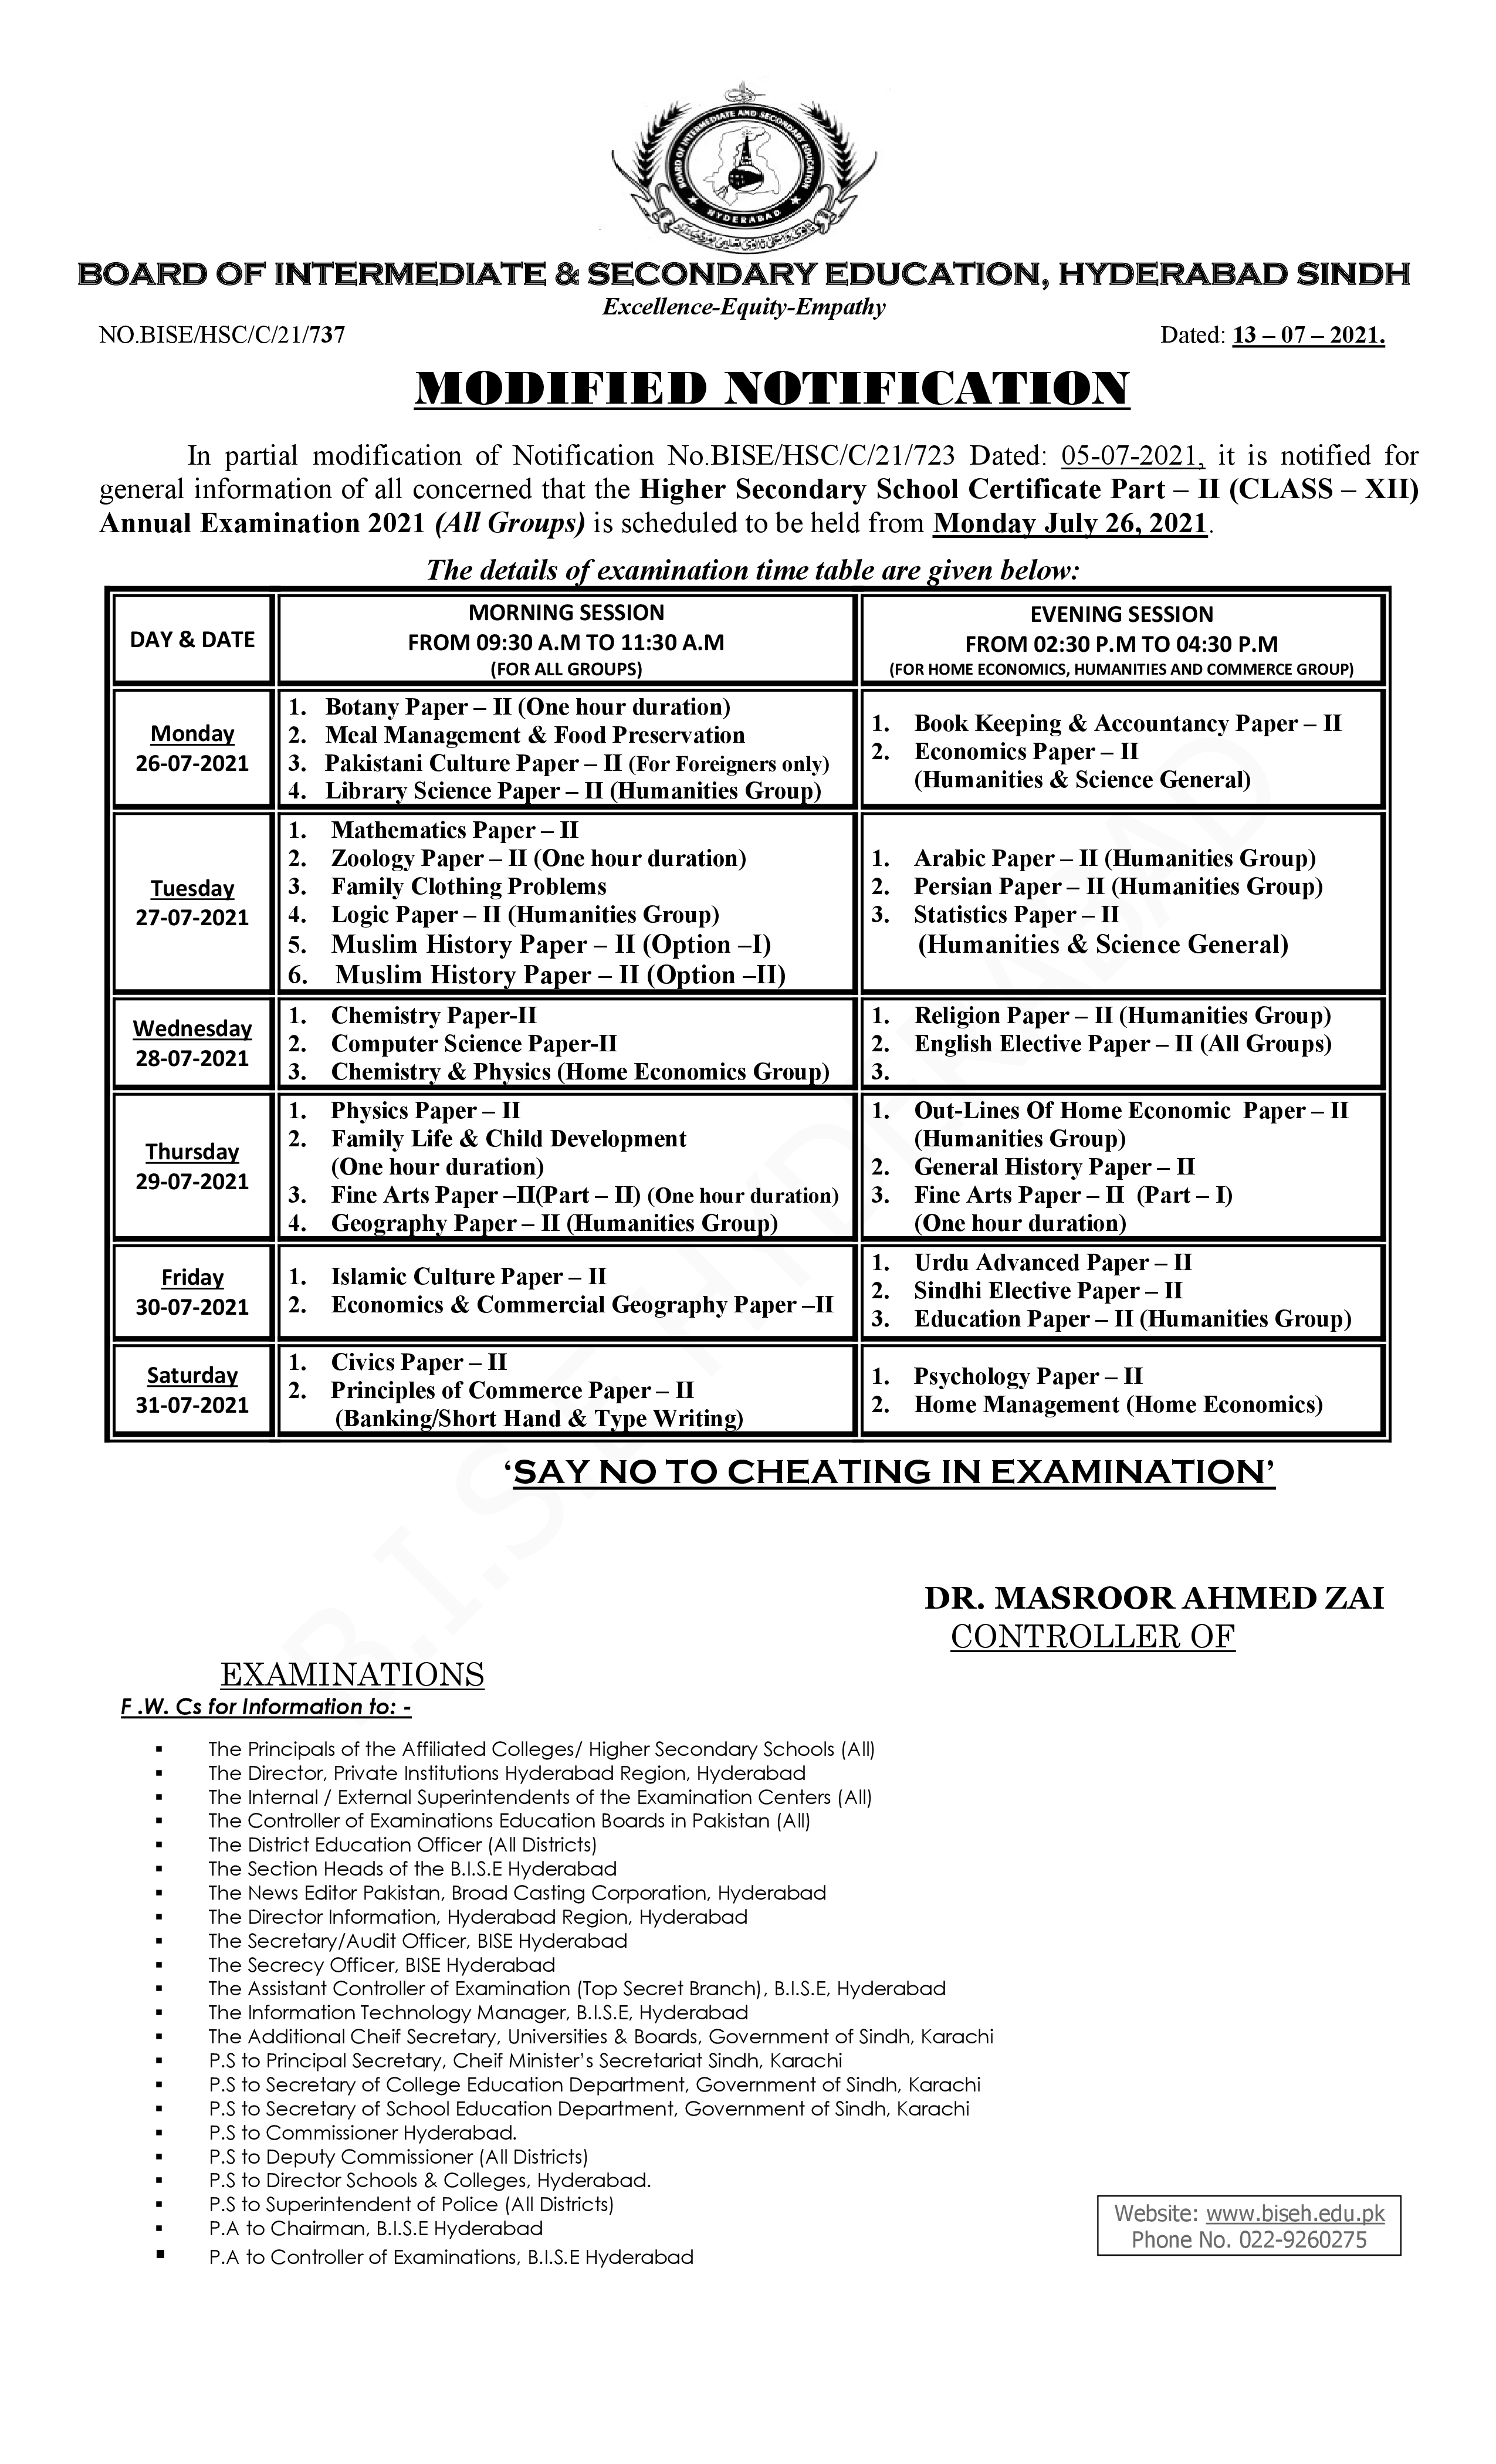 BOARD OF INTERMEDIATE AND SECONDARY EDUCATION
HYDERABAD
BOARD OF INTERMEDIATE & SECONDARY EDUCATION, HYDERABAD SINDH
Excellence-Equity-Empathy
NO.BISE/HSC/C/21/737 Dated: 13 – 07 – 2021.
MODIFIED NOTIFICATION
In partial modification of Notification No.BISE/HSC/C/21/723 Dated: 05-07-2021, it is notified for
general information of all concerned that the Higher Secondary School Certificate Part – II (CLASS – XII)
Annual Examination 2021 (All Groups) is scheduled to be held from Monday July 26, 2021.
The details of examination time table are given below:
DAY & DATE
MORNING SESSION
FROM 09:30 A.M TO 11:30 A.M
(FOR ALL GROUPS)
EVENING SESSION
FROM 02:30 P.M TO 04:30 P.M
(FOR HOME ECONOMICS, HUMANITIES AND COMMERCE GROUP)
Monday
26-07-2021
1. Botany Paper – II (One hour duration)
2. Meal Management & Food Preservation
3. Pakistani Culture Paper – II (For Foreigners only)
4. Library Science Paper – II (Humanities Group)
1. Book Keeping & Accountancy Paper – II
2. Economics Paper – II
(Humanities & Science General)
Tuesday
27-07-2021
1. Mathematics Paper – II
2. Zoology Paper – II (One hour duration)
3. Family Clothing Problems
4. Logic Paper – II (Humanities Group)
5. Muslim History Paper – II (Option –I)
6. Muslim History Paper – II (Option –II)
1. Arabic Paper – II (Humanities Group)
2. Persian Paper – II (Humanities Group)
3. Statistics Paper – II
(Humanities & Science General)
Wednesday
28-07-2021
1. Chemistry Paper-II
2. Computer Science Paper-II
3. Chemistry & Physics (Home Economics Group)
1. Religion Paper – II (Humanities Group)
2. English Elective Paper – II (All Groups)
3.
Thursday
29-07-2021
1. Physics Paper – II
2. Family Life & Child Development
(One hour duration)
3. Fine Arts Paper –II(Part – II) (One hour duration)
4. Geography Paper – II (Humanities Group)
1. Out-Lines Of Home Economic Paper – II
(Humanities Group)
2. General History Paper – II
3. Fine Arts Paper – II (Part – I)
(One hour duration)
Friday
30-07-2021
1. Islamic Culture Paper – II
2. Economics & Commercial Geography Paper –II
1. Urdu Advanced Paper – II
2. Sindhi Elective Paper – II
3. Education Paper – II (Humanities Group)
Saturday
31-07-2021
1. Civics Paper – II
2. Principles of Commerce Paper – II
(Banking/Short Hand & Type Writing)
1. Psychology Paper – II
2. Home Management (Home Economics)
B.I.S.E HYDERABAD
‘SAY NO TO CHEATING IN EXAMINATION’
DR. MASROOR AHMED ZAI
CONTROLLER OF
EXAMINATIONS
F .W. Cs for Information to: -
▪ The Principals of the Affiliated Colleges/ Higher Secondary Schools (All)
▪ The Director, Private Institutions Hyderabad Region, Hyderabad
▪ The Internal / External Superintendents of the Examination Centers (All)
▪ The Controller of Examinations Education Boards in Pakistan (All)
▪ The District Education Officer (All Districts)
▪ The Section Heads of the B.I.S.E Hyderabad
▪ The News Editor Pakistan, Broad Casting Corporation, Hyderabad
▪ The Director Information, Hyderabad Region, Hyderabad
▪ The Secretary/Audit Officer, BISE Hyderabad
▪ The Secrecy Officer, BISE Hyderabad
▪ The Assistant Controller of Examination (Top Secret Branch), B.I.S.E, Hyderabad
▪ The Information Technology Manager, B.I.S.E, Hyderabad
▪ The Additional Cheif Secretary, Universities & Boards, Government of Sindh, Karachi
▪ P.S to Principal Secretary, Cheif Minister's Secretariat Sindh, Karachi
▪ P.S to Secretary of College Education Department, Government of Sindh, Karachi
▪ P.S to Secretary of School Education Department, Government of Sindh, Karachi
▪ P.S to Commissioner Hyderabad.
▪ P.S to Deputy Commissioner (All Districts)
▪ P.S to Director Schools & Colleges, Hyderabad.
▪ P.S to Superintendent of Police (All Districts)
▪ P.A to Chairman, B.I.S.E Hyderabad
▪ P.A to Controller of Examinations, B.I.S.E Hyderabad
Website: www.biseh.edu.pk
Phone No. 022-9260275